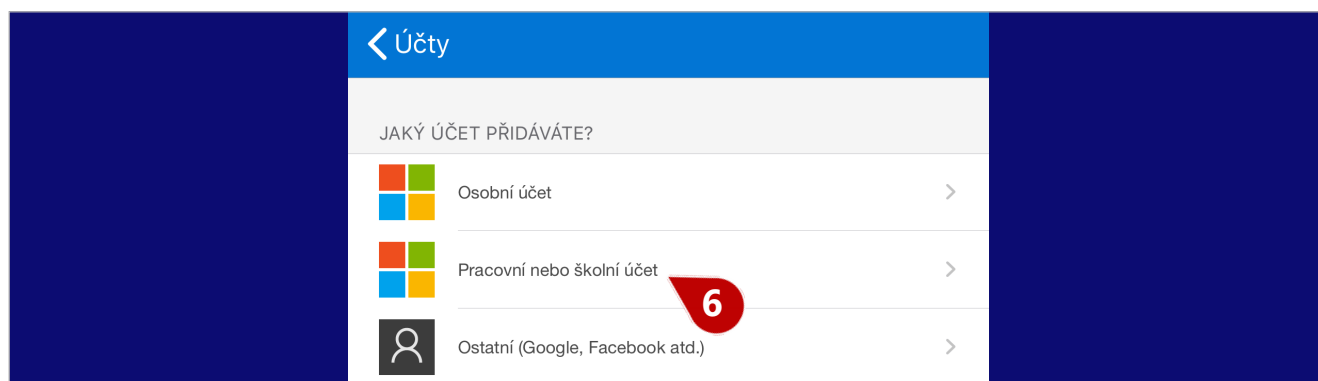 Účty
JAKÝ ÚČET PŘIDÁVÁTE?
Osobní účet
Pracovní nebo školní účet
6
Ostatní (Google, Facebook atd.)